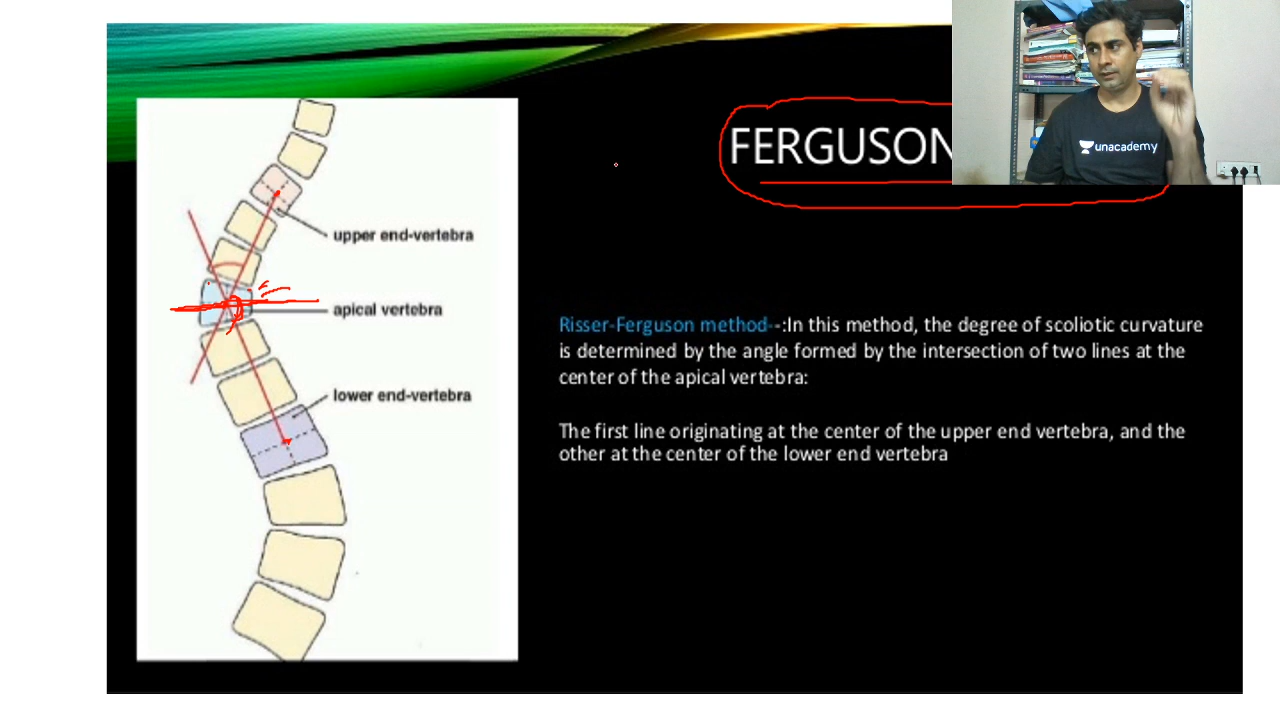 FERGUSON
unacademy
upper end-vertebra
apical vertebra
lower end-vertebra
Risser-Ferguson method--:In this method, the degree of scoliotic curvature
is determined by the angle formed by the intersection of two lines at the
center of the apical vertebra:
The first line originating at the center of the upper end vertebra, and the
other at the center of the lower end vertebra